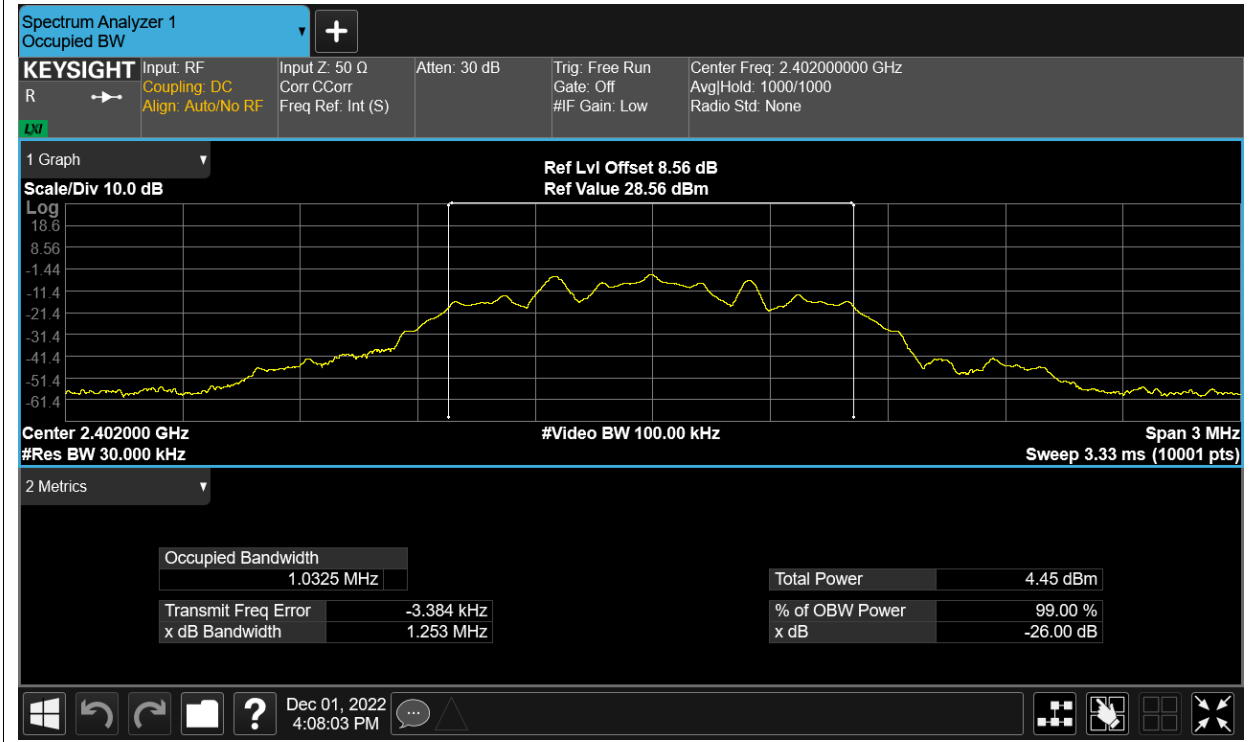 Spectrum Analyzer 1
Occupied BW
KEYSIGHT
R
LXI
Input: RF
Coupling: DC
Align: Auto/No RF
Input Z: 50 Ω
Corr CCorr
Freq Ref: Int (S)
Atten: 30 dB
Trig: Free Run
Gate: Off
#IF Gain: Low
Center Freq: 2.402000000 GHz
Avg|Hold: 1000/1000
Radio Std: None
1 Graph
Scale/Div 10.0 dB
Ref Lvl Offset 8.56 dB
Ref Value 28.56 dBm
Log
18.6
8.56
-1.44
-11.4
-21.4
-31.4
-41.4
-51.4
-61.4
Center 2.402000 GHz
#Res BW 30.000 kHz
#Video BW 100.00 kHz
Span 3 MHz
Sweep 3.33 ms (10001 pts)
2 Metrics
Occupied Bandwidth
1.0325 MHz
Total Power 4.45 dBm
Transmit Freq Error -3.384 kHz
% of OBW Power 99.00 %
x dB Bandwidth 1.253 MHz
x dB -26.00 dB
?
Dec 01, 2022
4:08:03 PM